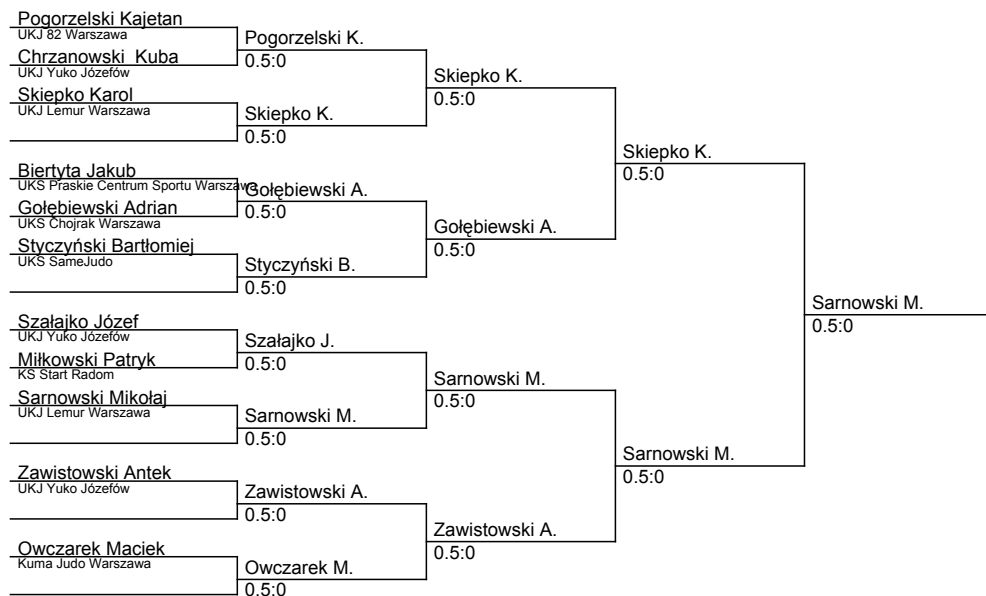 Pogorzelski Kajetan
UKJ 82 Warszawa
Chrzanowski  Kuba
UKJ Yuko Józefów
Skiepko Karol
UKJ Lemur Warszawa
Biertyta Jakub
UKS Praskie Centrum Sportu Warszawa
Gołębiewski Adrian
UKS Chojrak Warszawa
Styczyński Bartłomiej
UKS SameJudo
Szałajko Józef
UKJ Yuko Józefów
Miłkowski Patryk
KS Start Radom
Sarnowski Mikołaj
UKJ Lemur Warszawa
Zawistowski Antek
UKJ Yuko Józefów
Owczarek Maciek
Kuma Judo Warszawa
Pogorzelski K.
0.5:0
Skiepko K.
0.5:0
Gołębiewski A.
0.5:0
Styczyński B.
0.5:0
Szałajko J.
0.5:0
Sarnowski M.
0.5:0
Zawistowski A.
0.5:0
Owczarek M.
0.5:0
Skiepko K.
0.5:0
Gołębiewski A.
0.5:0
Sarnowski M.
0.5:0
Zawistowski A.
0.5:0
Skiepko K.
0.5:0
Sarnowski M.
0.5:0
Sarnowski M.
0.5:0